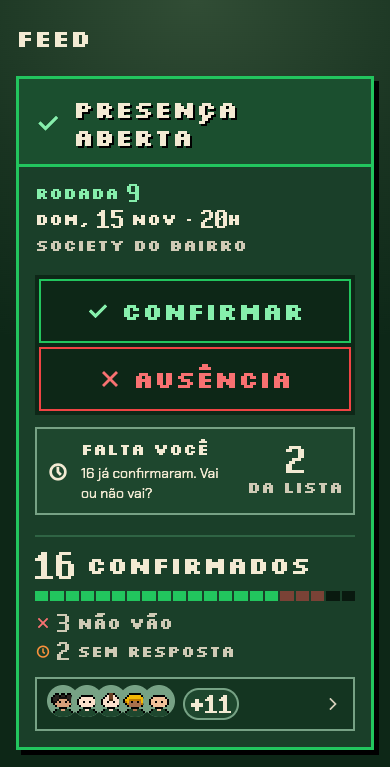 FEED
PRESENÇA
ABERTA
RODADA 9
DOM, 15 NOV · 20H
SOCIETY DO BAIRRO
CONFIRMAR
AUSÊNCIA
FALTA VOCÊ
16 já confirmaram. Vai
ou não vai?
2
DA LISTA
16 CONFIRMADOS
3 NÃO VÃO
2 SEM RESPOSTA
+11